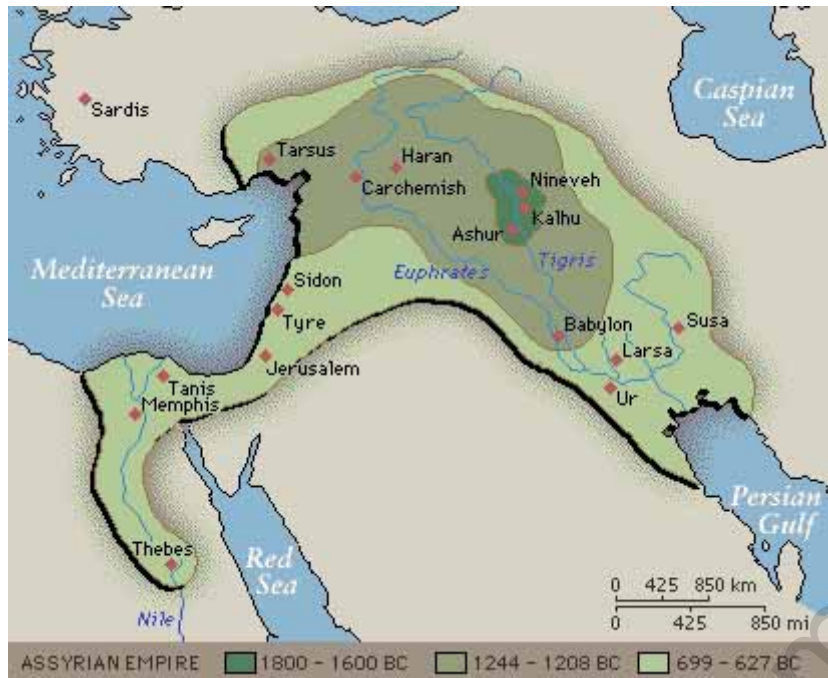 Caspian
Sea
Sardis
Tarsus
Haran
Carchemish
Nineveh
Kalhu
Ashur
Mediterranean
Sea
Euphrates
Tigris
Sidon
Tyre
Jerusalem
Babylon
Susa
Larsa
Ur
Tanis
Memphis
Persian
Gulf
Thebes
Red
Sea
Nile
0 425 850 km
0 425 850 mi
ASSYRIAN EMPIRE 1800 - 1600 BC 1244 - 1208 BC 699 - 627 BC